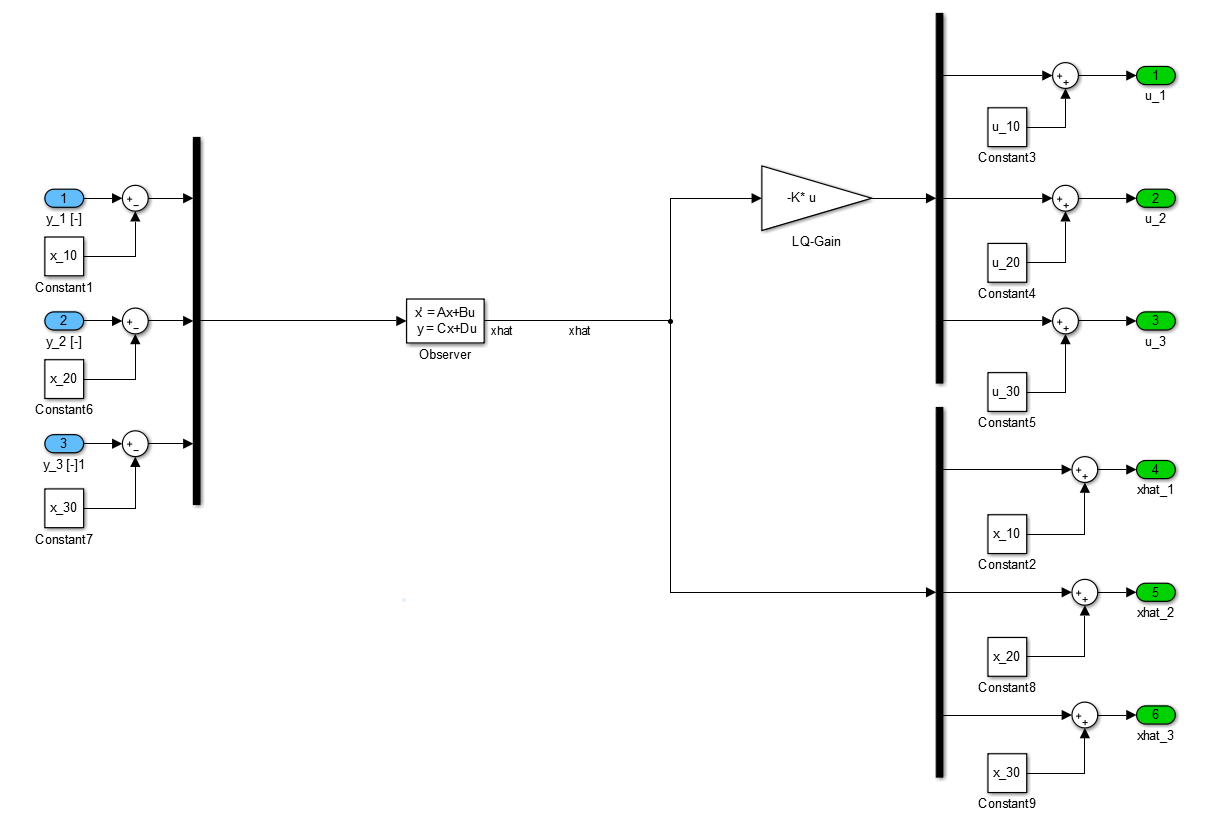 1
y_1 [-]
x_10
Constant1
2
y_2 [-]
x_20
Constant6
3
y_3 [-]1
x_30
Constant7
+
−
+
−
+
−
x' = Ax+Bu
y = Cx+Du
Observer
xhat
xhat
-K* u
LQ-Gain
+
+
1
u_1
u_10
Constant3
+
+
2
u_2
u_20
Constant4
+
+
3
u_3
u_30
Constant5
+
+
4
xhat_1
x_10
Constant2
+
+
5
xhat_2
x_20
Constant8
+
+
6
xhat_3
x_30
Constant9